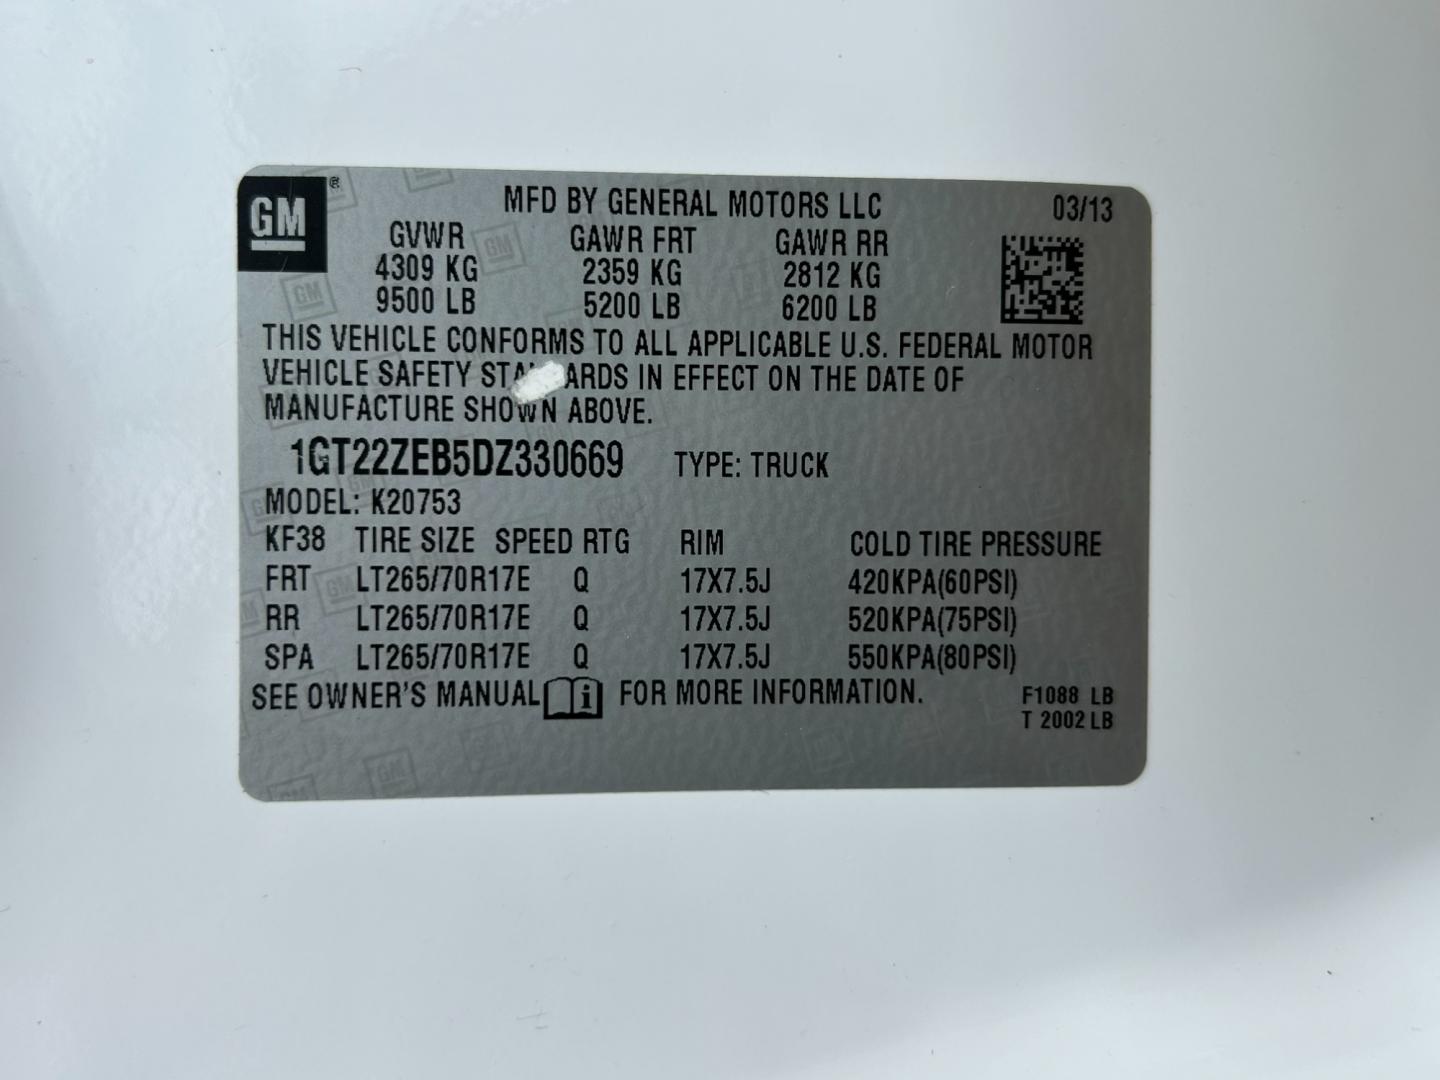 GM ®
MFD BY GENERAL MOTORS LLC 03/13
GVWR GAWR FRT GAWR RR
4309 KG 2359 KG 2812 KG
9500 LB 5200 LB 6200 LB
THIS VEHICLE CONFORMS TO ALL APPLICABLE U.S. FEDERAL MOTOR
VEHICLE SAFETY STANDARDS IN EFFECT ON THE DATE OF
MANUFACTURE SHOWN ABOVE.
1GT22ZEB5DZ330669 TYPE: TRUCK
MODEL: K20753
KF38 TIRE SIZE SPEED RTG RIM COLD TIRE PRESSURE
FRT LT265/70R17E Q 17X7.5J 420KPA(60PSI)
RR LT265/70R17E Q 17X7.5J 520KPA(75PSI)
SPA LT265/70R17E Q 17X7.5J 550KPA(80PSI)
SEE OWNER'S MANUAL i FOR MORE INFORMATION.
F1088 LB
T 2002 LB